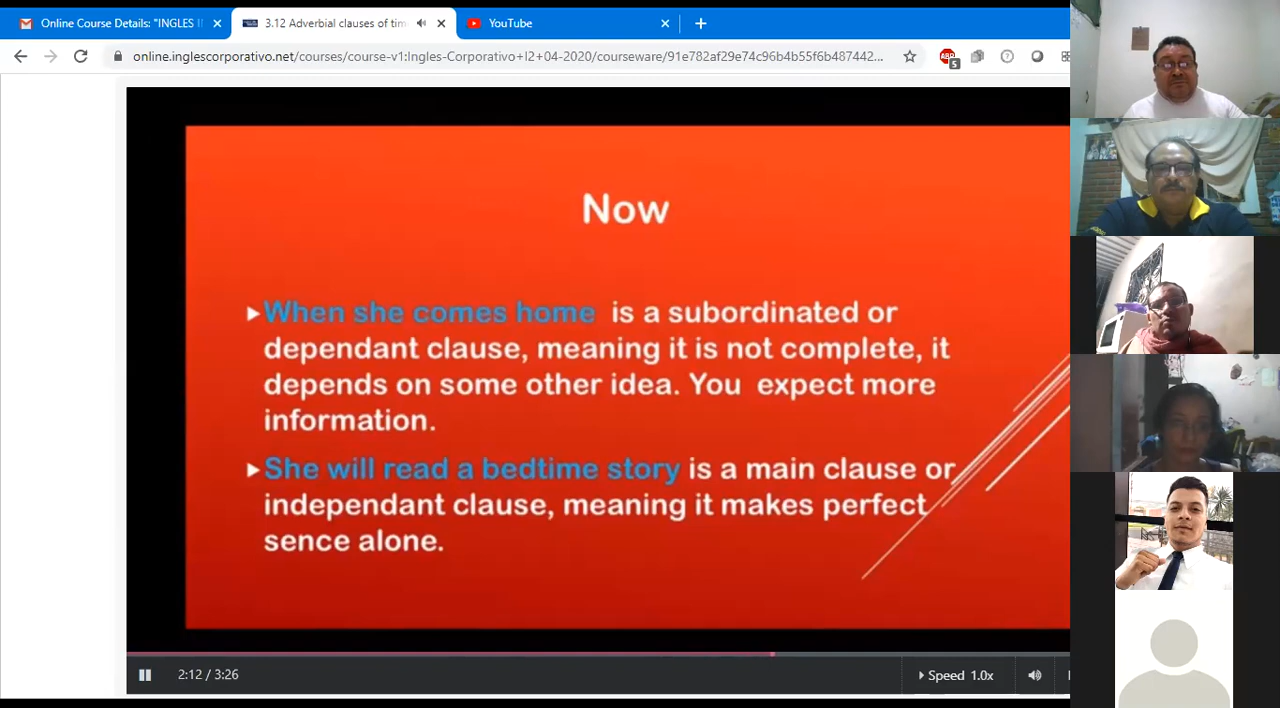 Online Course Details: "INGLES II
3.12 Adverbial clauses of tim
YouTube
online.inglescorporativo.net/courses/course-v1:Ingles-Corporativo+I2+04-2020/courseware/91e782af29e74c96b4b55f6b487442...
ABP
5
Now
When she comes home is a subordinated or
dependant clause, meaning it is not complete, it
depends on some other idea. You expect more
information.
She will read a bedtime story is a main clause or
independant clause, meaning it makes perfect
sence alone.
2:12 / 3:26
Speed 1.0x